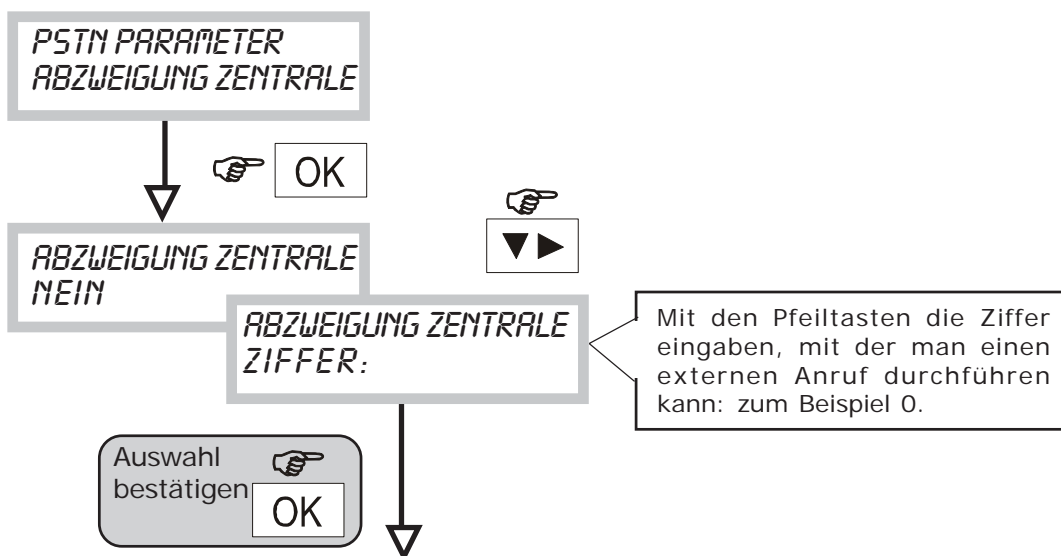 PSTN PARAMETER
ABZWEIGUNG ZENTRALE
OK
ABZWEIGUNG ZENTRALE
NEIN
ABZWEIGUNG ZENTRALE
ZIFFER:
Mit den Pfeiltasten die Ziffer
eingaben, mit der man einen
externen Anruf durchführen
kann: zum Beispiel 0.
Auswahl
bestätigen
OK